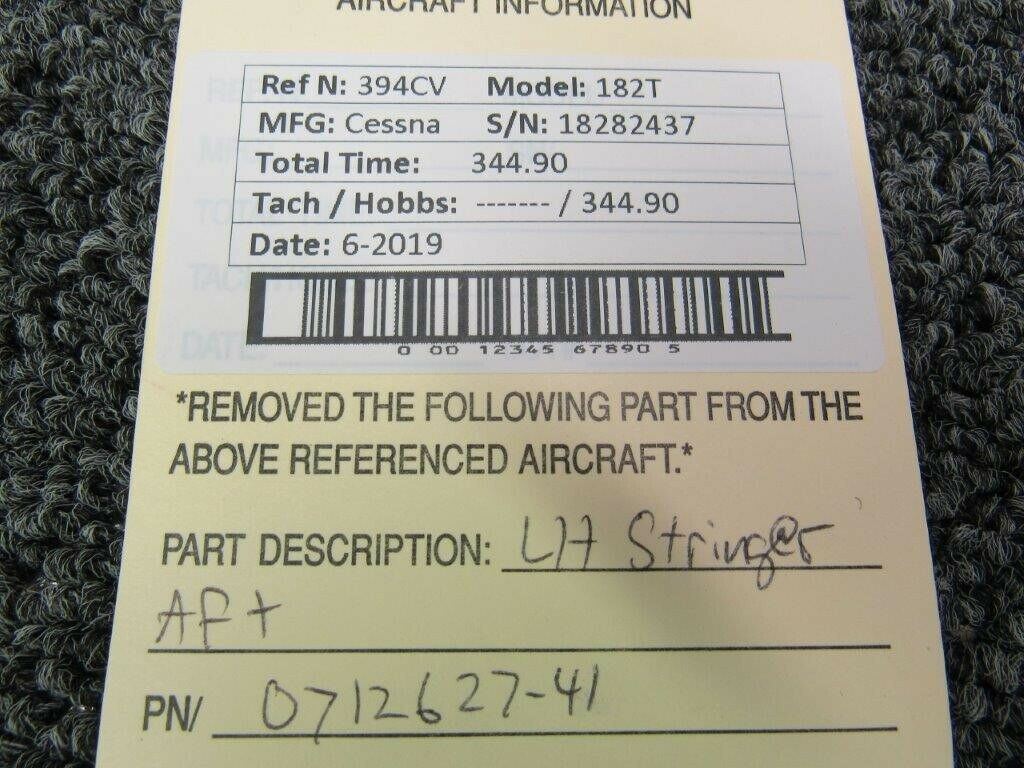 AIRCRAFT INFORMATION
Ref N: 394CV Model: 182T
MFG: Cessna S/N: 18282437
Total Time: 344.90
Tach / Hobbs: ------- / 344.90
Date: 6-2019
0 00 12345 67890 5
*REMOVED THE FOLLOWING PART FROM THE
ABOVE REFERENCED AIRCRAFT.*
PART DESCRIPTION: LH Stringer
AFt
PN/ 0712627-41